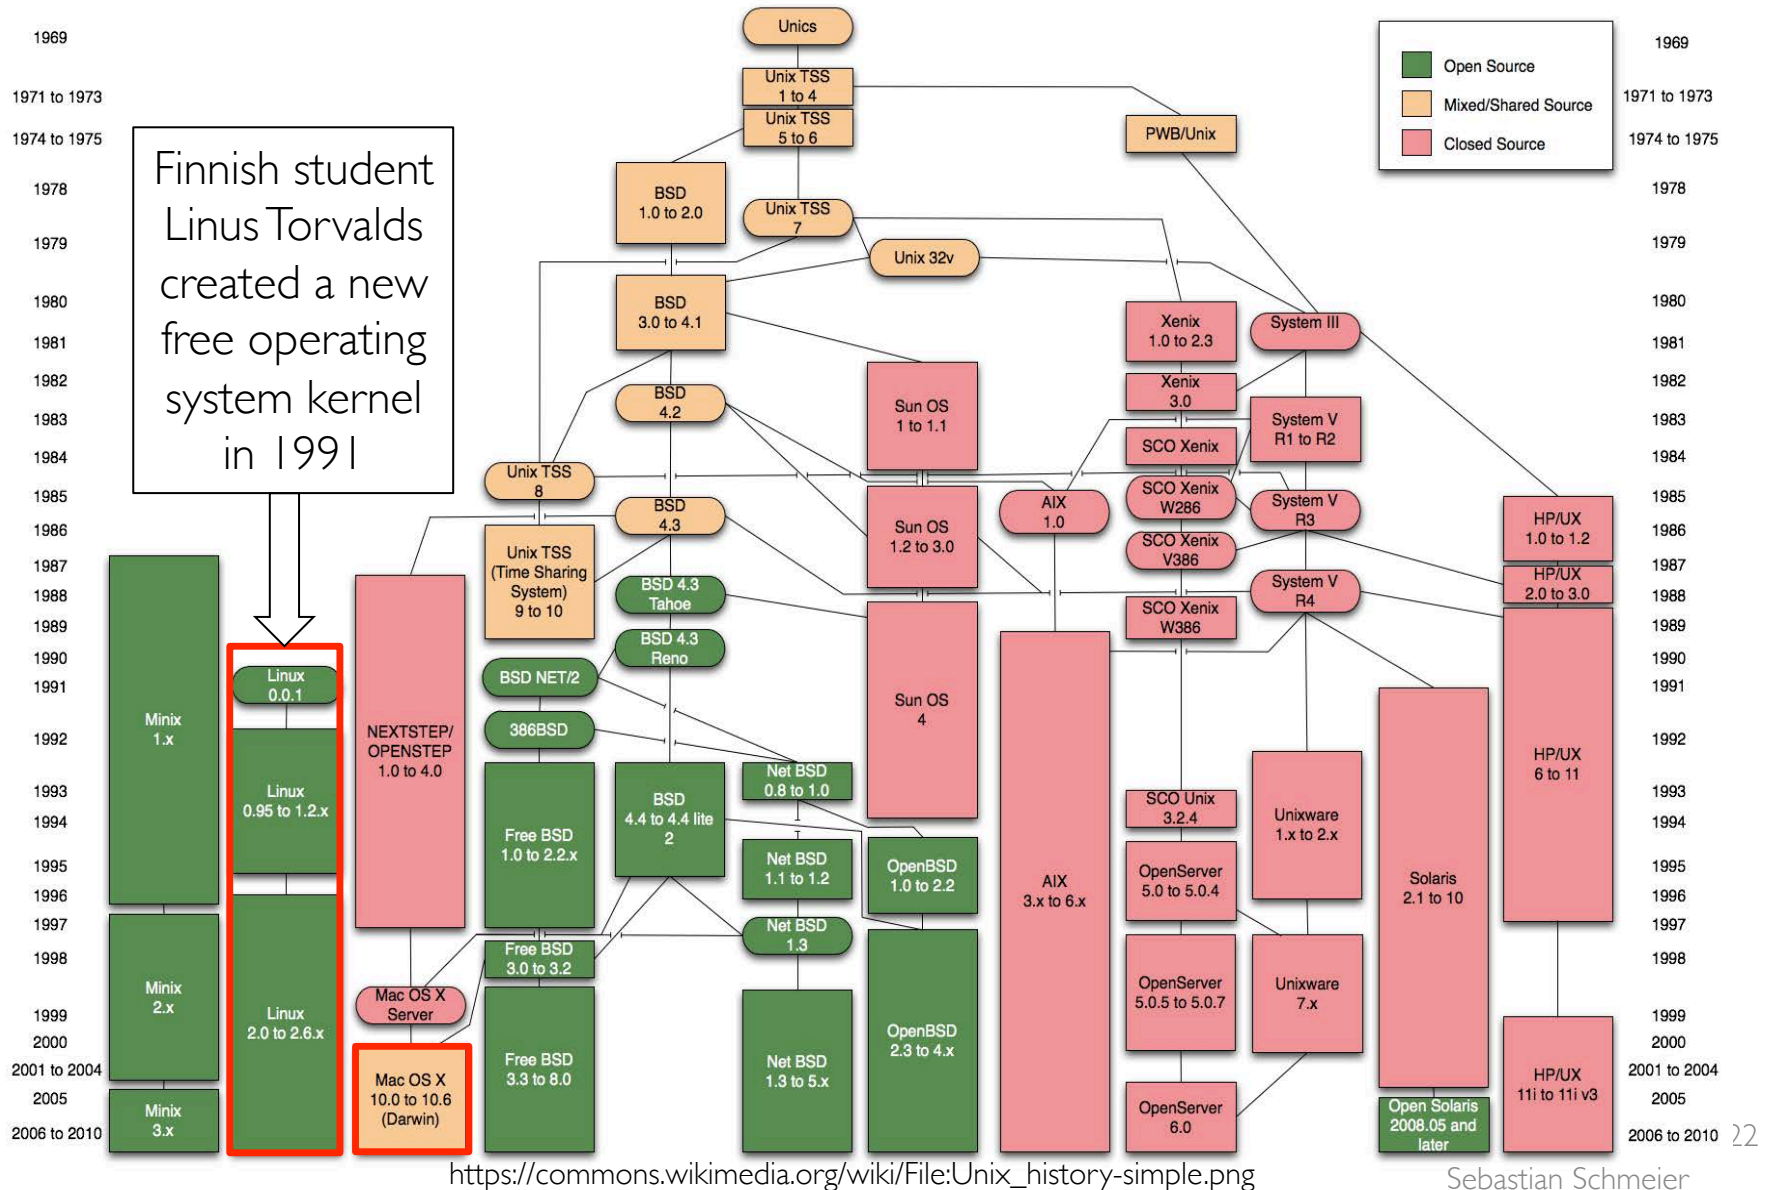 1969
1971 to 1973
1974 to 1975
1978
1979
1980
1981
1982
1983
1984
1985
1986
1987
1988
1989
1990
1991
1992
1993
1994
1995
1996
1997
1998
1999
2000
2001 to 2004
2005
2006 to 2010
Finnish student
Linus Torvalds
created a new
free operating
system kernel
in 1991
Minix
1.x
Minix
2.x
Minix
3.x
Linux
0.0.1
Linux
0.95 to 1.2.x
Linux
2.0 to 2.6.x
NEXTSTEP/
OPENSTEP
1.0 to 4.0
Mac OS X
Server
Mac OS X
10.0 to 10.6
(Darwin)
Unix TSS
8
Unix TSS
(Time Sharing
System)
9 to 10
BSD NET/2
386BSD
Free BSD
1.0 to 2.2.x
Free BSD
3.0 to 3.2
Free BSD
3.3 to 8.0
BSD
1.0 to 2.0
BSD
3.0 to 4.1
BSD
4.2
BSD
4.3
BSD 4.3
Tahoe
BSD 4.3
Reno
BSD
4.4 to 4.4 lite
2
Unics
Unix TSS
1 to 4
Unix TSS
5 to 6
Unix TSS
7
Net BSD
0.8 to 1.0
Net BSD
1.1 to 1.2
Net BSD
1.3
Net BSD
1.3 to 5.x
Unix 32v
Sun OS
1 to 1.1
Sun OS
1.2 to 3.0
Sun OS
4
OpenBSD
1.0 to 2.2
OpenBSD
2.3 to 4.x
AIX
1.0
AIX
3.x to 6.x
PWB/Unix
Xenix
1.0 to 2.3
Xenix
3.0
SCO Xenix
SCO Xenix
W286
SCO Xenix
V386
SCO Xenix
W386
SCO Unix
3.2.4
OpenServer
5.0 to 5.0.4
OpenServer
5.0.5 to 5.0.7
OpenServer
6.0
System III
System V
R1 to R2
System V
R3
System V
R4
Unixware
1.x to 2.x
Unixware
7.x
Solaris
2.1 to 10
Open Solaris
2008.05 and
later
HP/UX
1.0 to 1.2
HP/UX
2.0 to 3.0
HP/UX
6 to 11
HP/UX
11i to 11i v3
Open Source
Mixed/Shared Source
Closed Source
1969
1971 to 1973
1974 to 1975
1978
1979
1980
1981
1982
1983
1984
1985
1986
1987
1988
1989
1990
1991
1992
1993
1994
1995
1996
1997
1998
1999
2000
2001 to 2004
2005
2006 to 2010
22
https://commons.wikimedia.org/wiki/File:Unix_history-simple.png
Sebastian Schmeier